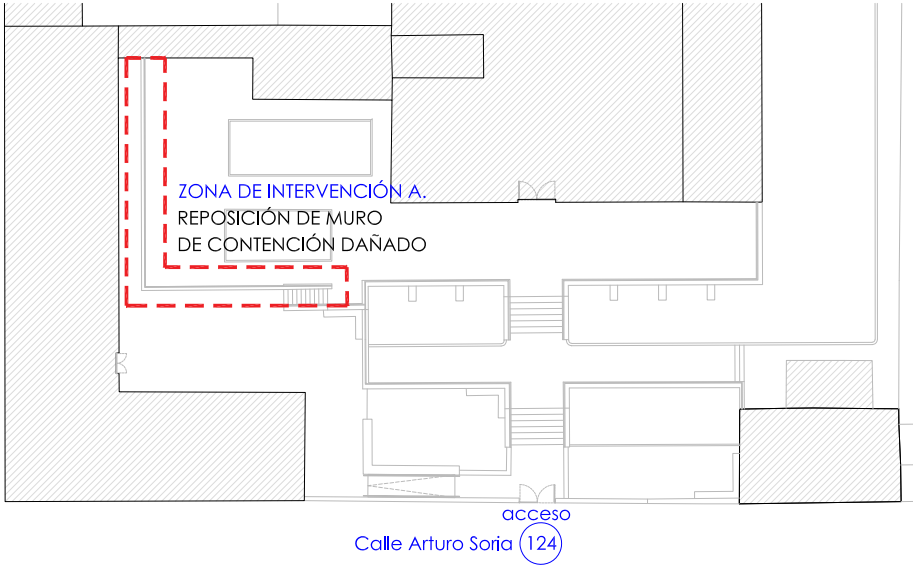 ZONA DE INTERVENCIÓN A.
REPOSICIÓN DE MURO
DE CONTENCIÓN DAÑADO
acceso
Calle Arturo Soria 124